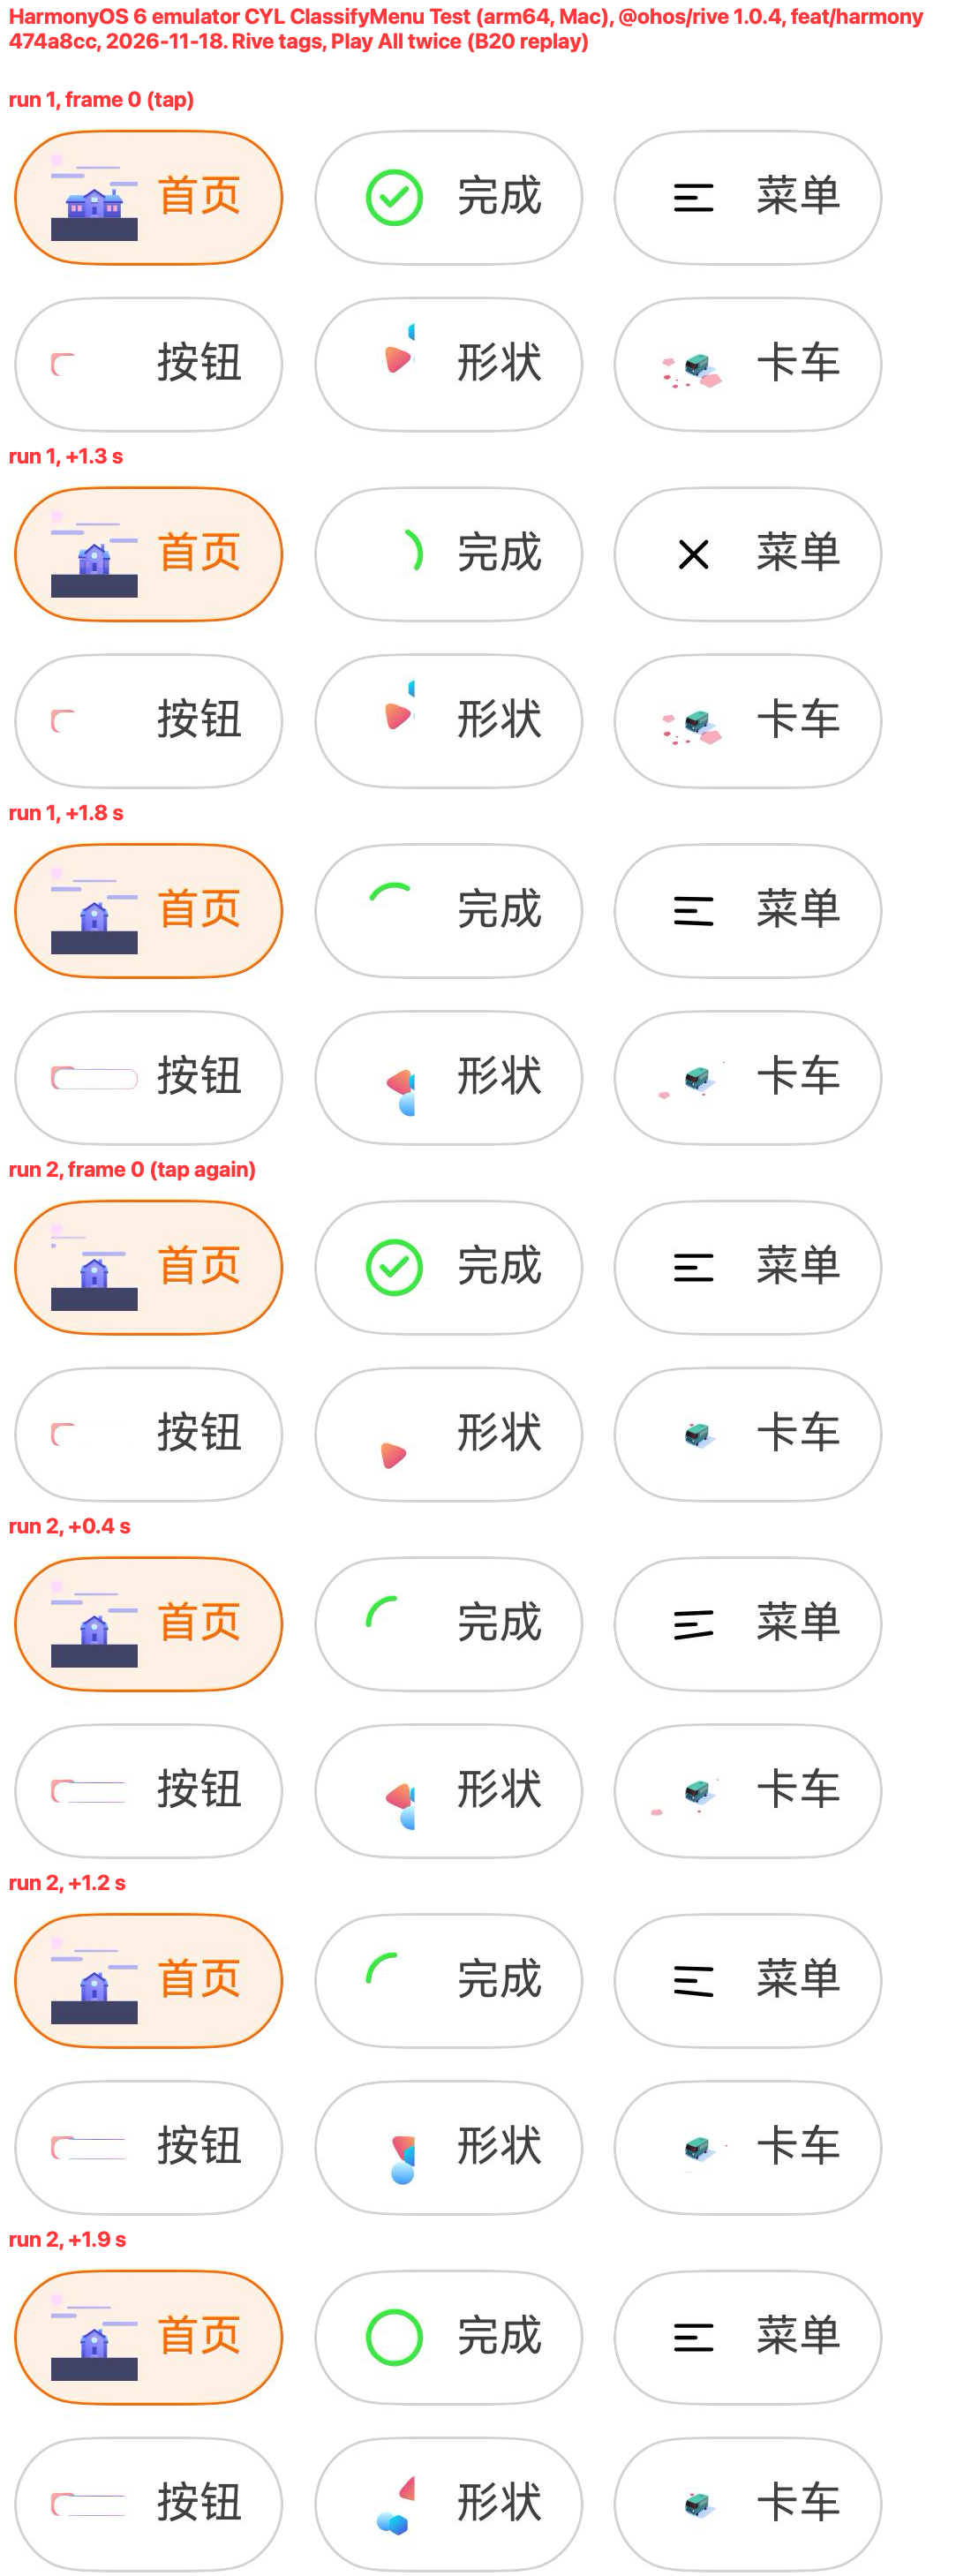 HarmonyOS 6 emulator CYL ClassifyMenu Test (arm64, Mac), @ohos/rive 1.0.4, feat/harmony
474a8cc, 2026-11-18. Rive tags, Play All twice (B20 replay)
run 1, frame 0 (tap)
首页 完成 菜单
按钮 形状 卡车
run 1, +1.3 s
首页 完成 菜单
按钮 形状 卡车
run 1, +1.8 s
首页 完成 菜单
按钮 形状 卡车
run 2, frame 0 (tap again)
首页 完成 菜单
按钮 形状 卡车
run 2, +0.4 s
首页 完成 菜单
按钮 形状 卡车
run 2, +1.2 s
首页 完成 菜单
按钮 形状 卡车
run 2, +1.9 s
首页 完成 菜单
按钮 形状 卡车